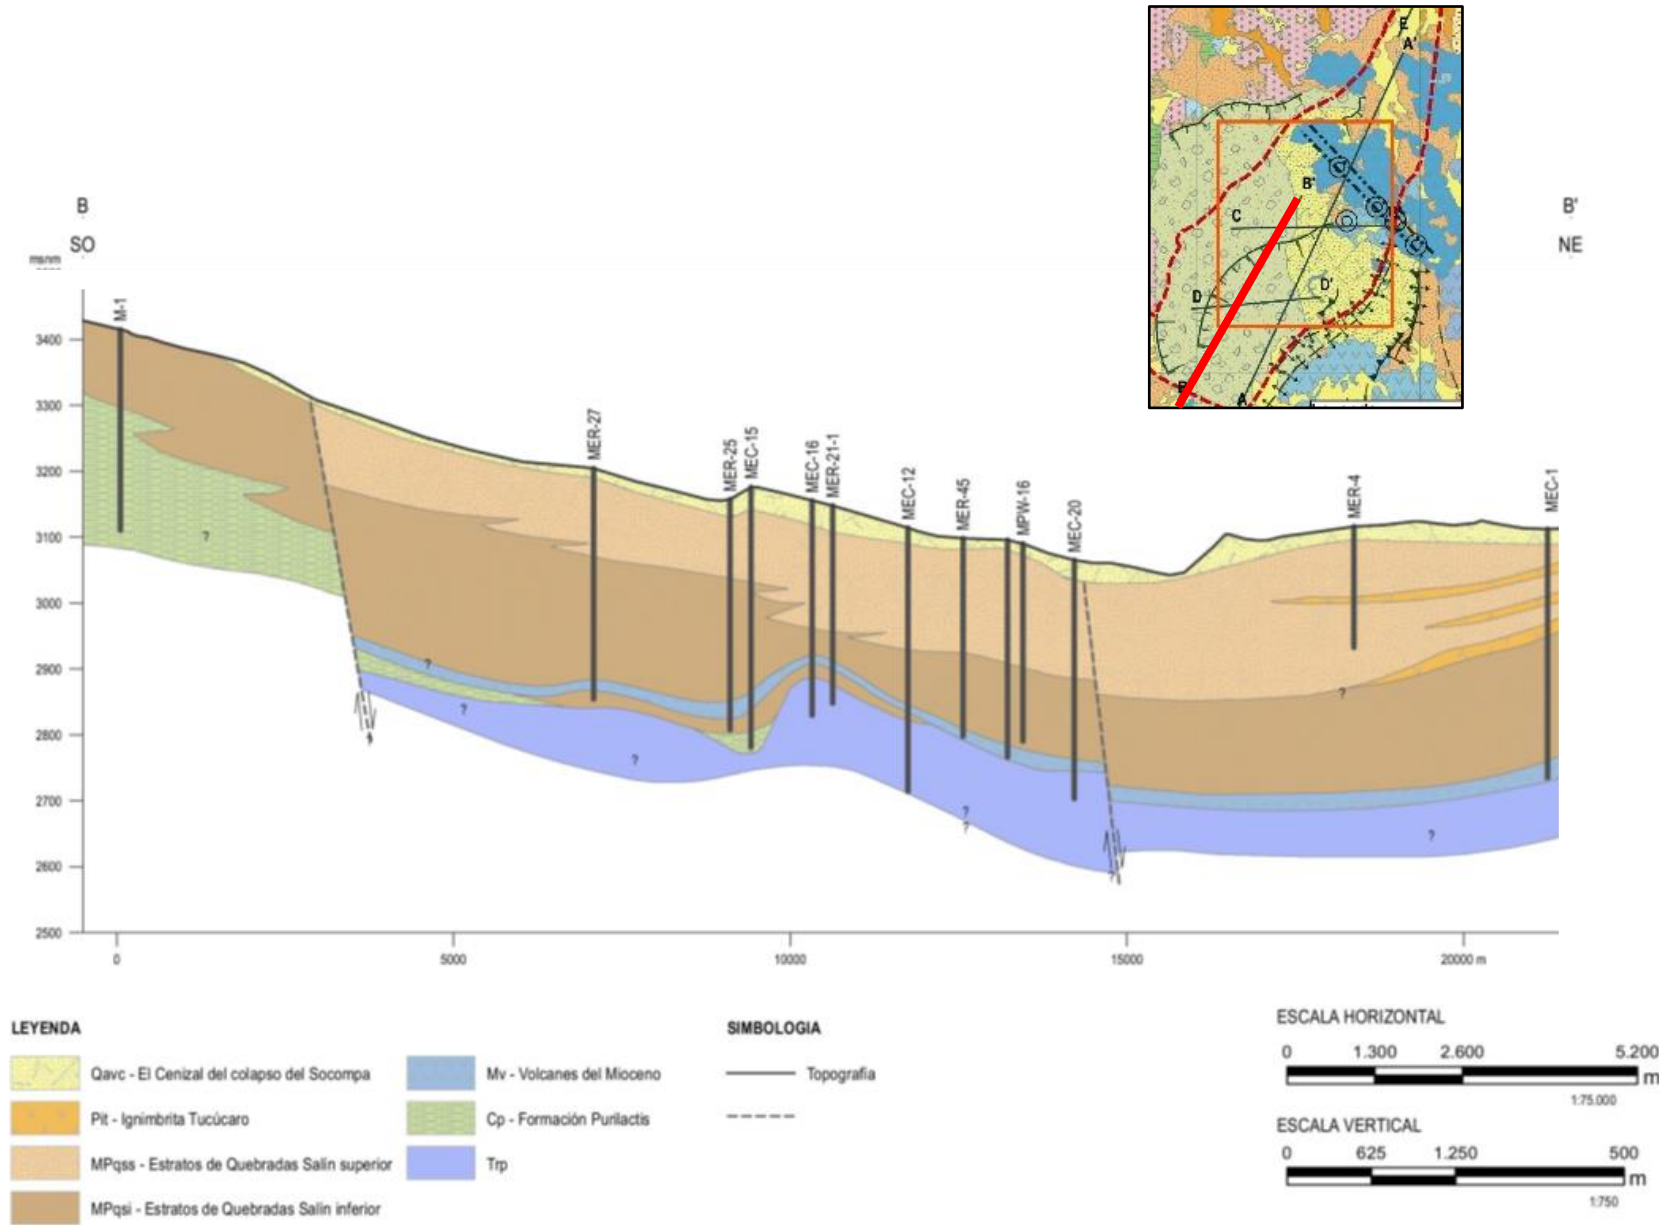 B
SO
msnm
B'
NE
E
A'
B'
C
D
D'
A
M-1
MER-27
MER-25
MEC-15
MEC-16
MER-21-1
MEC-12
MER-45
MPW-16
MEC-20
MER-4
MEC-1
3400
3300
3200
3100
3000
2900
2800
2700
2600
2500
?
?
?
?
?
?
?
?
?
0
5000
10000
15000
20000 m
LEYENDA
Qavc - El Cenizal del colapso del Socompa
Pit - Ignimbrita Tucúcaro
MPqss - Estratos de Quebradas Salín superior
MPqsi - Estratos de Quebradas Salín inferior
Mv - Volcanes del Mioceno
Cp - Formación Purilactis
Trp
SIMBOLOGIA
Topografía
ESCALA HORIZONTAL
0 1.300 2.600 5.200
m
1:75.000
ESCALA VERTICAL
0 625 1.250 500
m
1:750